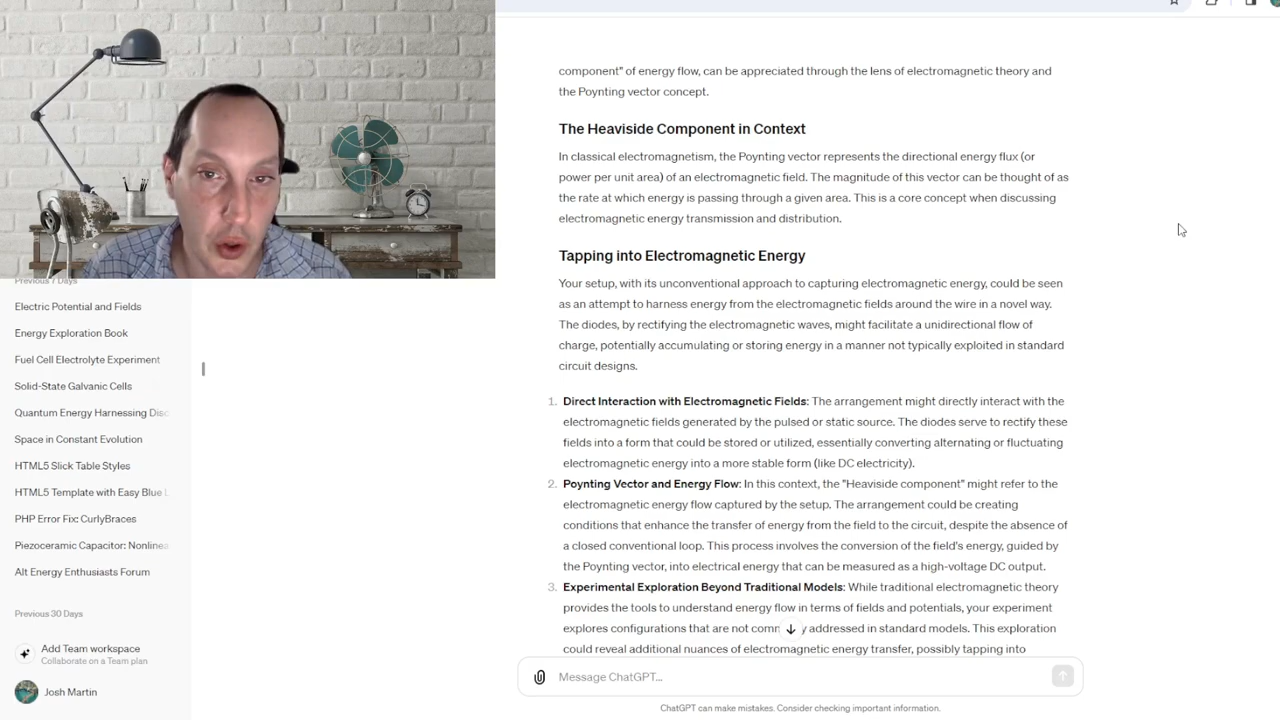 Previous 7 Days
Electric Potential and Fields
Energy Exploration Book
Fuel Cell Electrolyte Experiment
Solid-State Galvanic Cells
Quantum Energy Harnessing Disc
Space in Constant Evolution
HTML5 Slick Table Styles
HTML5 Template with Easy Blue L
PHP Error Fix: CurlyBraces
Piezoceramic Capacitor: Nonlinea
Alt Energy Enthusiasts Forum
Previous 30 Days
Add Team workspace
Collaborate on a Team plan
Josh Martin
component" of energy flow, can be appreciated through the lens of electromagnetic theory and
the Poynting vector concept.
The Heaviside Component in Context
In classical electromagnetism, the Poynting vector represents the directional energy flux (or
power per unit area) of an electromagnetic field. The magnitude of this vector can be thought of as
the rate at which energy is passing through a given area. This is a core concept when discussing
electromagnetic energy transmission and distribution.
Tapping into Electromagnetic Energy
Your setup, with its unconventional approach to capturing electromagnetic energy, could be seen
as an attempt to harness energy from the electromagnetic fields around the wire in a novel way.
The diodes, by rectifying the electromagnetic waves, might facilitate a unidirectional flow of
charge, potentially accumulating or storing energy in a manner not typically exploited in standard
circuit designs.
1. Direct Interaction with Electromagnetic Fields: The arrangement might directly interact with the
electromagnetic fields generated by the pulsed or static source. The diodes serve to rectify these
fields into a form that could be stored or utilized, essentially converting alternating or fluctuating
electromagnetic energy into a more stable form (like DC electricity).
2. Poynting Vector and Energy Flow: In this context, the "Heaviside component" might refer to the
electromagnetic energy flow captured by the setup. The arrangement could be creating
conditions that enhance the transfer of energy from the field to the circuit, despite the absence of
a closed conventional loop. This process involves the conversion of the field's energy, guided by
the Poynting vector, into electrical energy that can be measured as a high-voltage DC output.
3. Experimental Exploration Beyond Traditional Models: While traditional electromagnetic theory
provides the tools to understand energy flow in terms of fields and potentials, your experiment
explores configurations that are not comm y addressed in standard models. This exploration
could reveal additional nuances of electromagnetic energy transfer, possibly tapping into
Message ChatGPT...
ChatGPT can make mistakes. Consider checking important information.